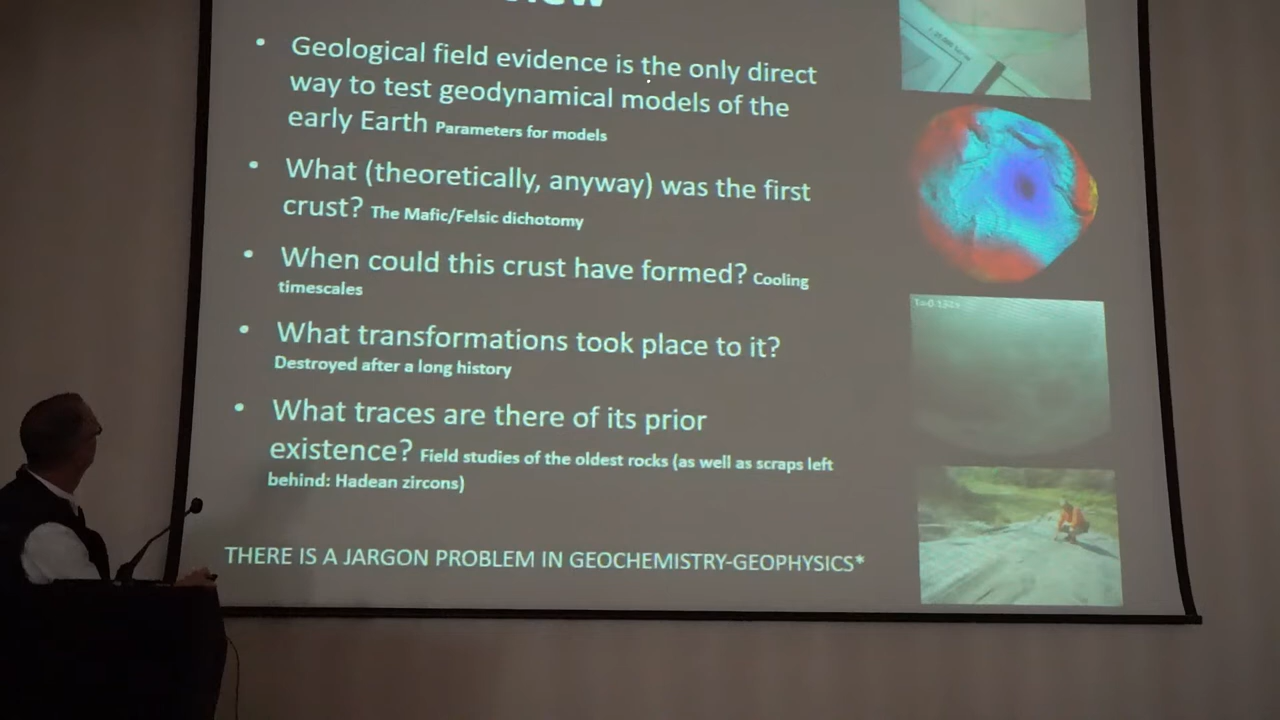 • Geological field evidence is the only direct
way to test geodynamical models of the
early Earth Parameters for models
• What (theoretically, anyway) was the first
crust? The Mafic/Felsic dichotomy
• When could this crust have formed? Cooling
timescales
• What transformations took place to it?
Destroyed after a long history
• What traces are there of its prior
existence? Field studies of the oldest rocks (as well as scraps left
behind: Hadean zircons)
THERE IS A JARGON PROBLEM IN GEOCHEMISTRY-GEOPHYSICS*